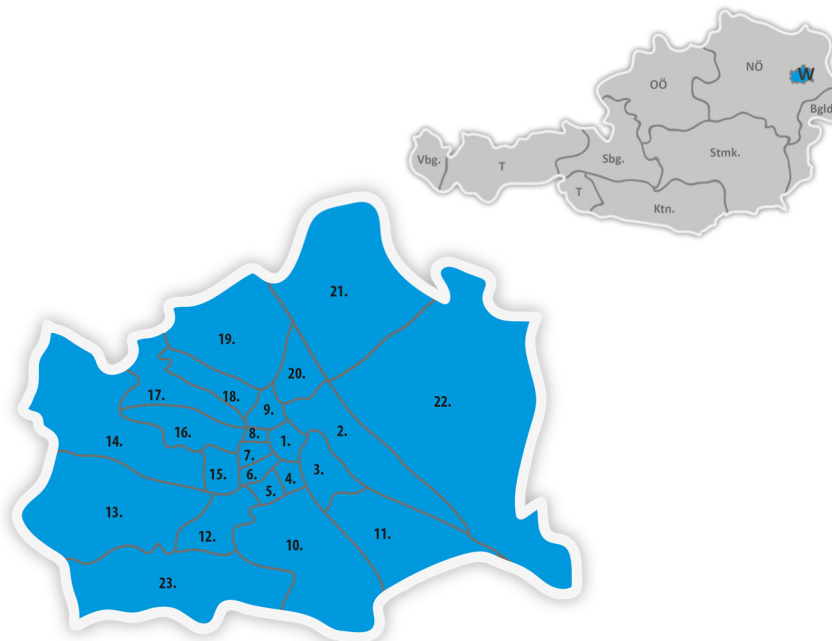 NÖ
W
OÖ
Bgld
Vbg.
T
Sbg.
Stmk.
T
Ktn.
21.
19.
20.
17.
18.
22.
9.
16.
8.
2.
14.
1.
7.
3.
15.
6.
4.
5.
13.
12.
10.
11.
23.